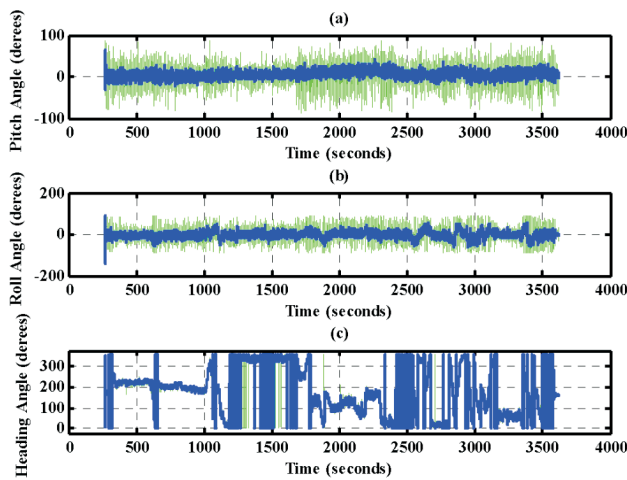 (a)
Pitch Angle (derees)
100
0
-100
0 500 1000 1500 2000 2500 3000 3500 4000
Time (seconds)
(b)
Roll Angle (derees)
200
0
-200
0 500 1000 1500 2000 2500 3000 3500 4000
Time (seconds)
(c)
Heading Angle (derees)
300
200
100
0
0 500 1000 1500 2000 2500 3000 3500 4000
Time (seconds)